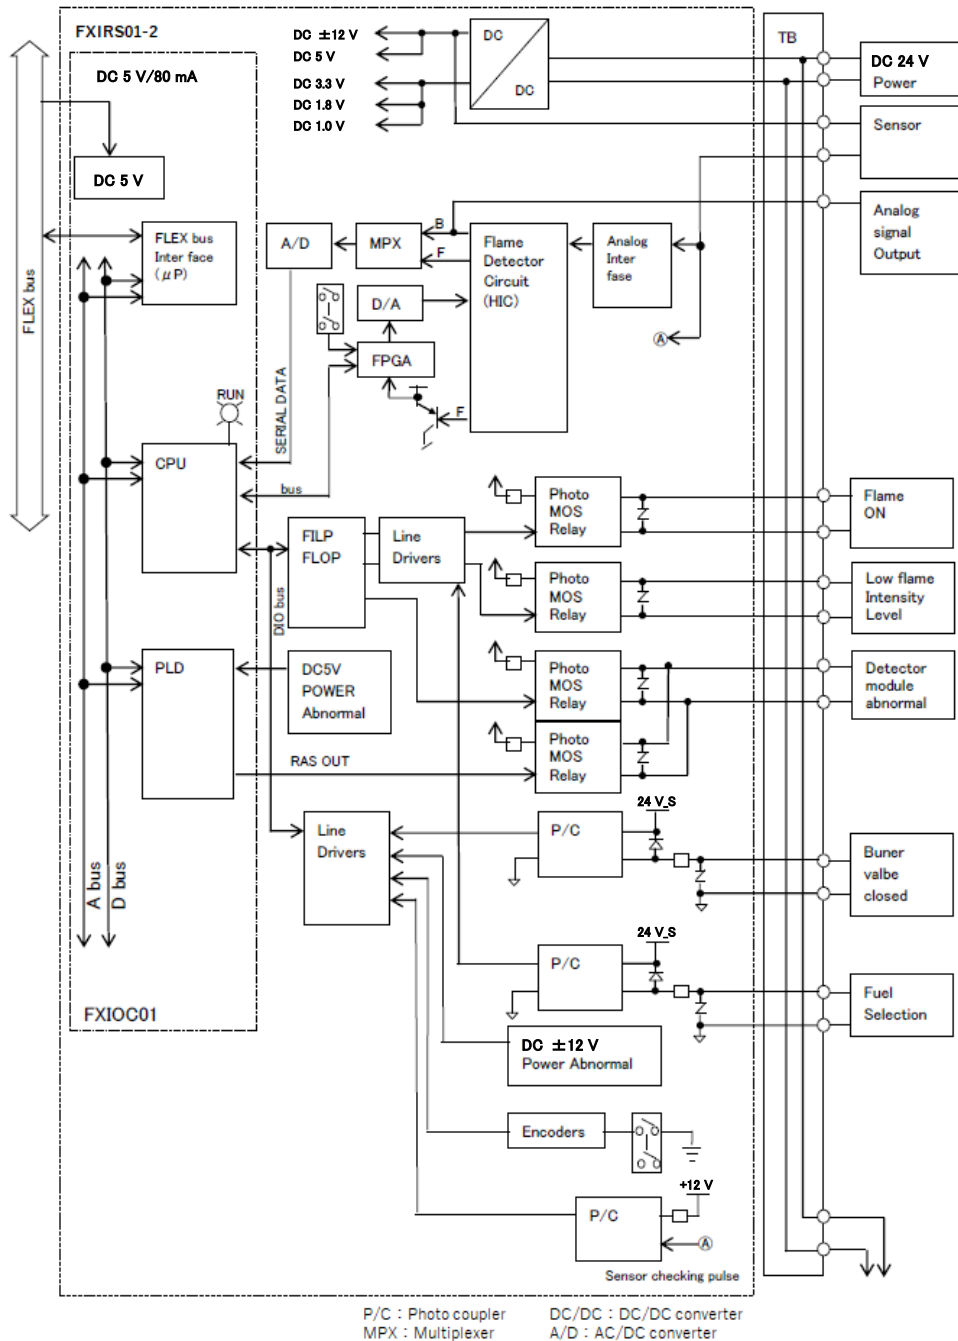 FXIRS01-2
DC ±12 V
DC 5 V
DC 3.3 V
DC 1.8 V
DC 1.0 V
DC
DC
TB
DC 24 V
Power
Sensor
Analog
signal
Output
DC 5 V/80 mA
DC 5 V
FLEX bus
FLEX bus
Inter face
(μP)
A/D
MPX
B
F
Flame
Detector
Circuit
(HIC)
Analog
Inter
fase
A
D/A
FPGA
F
SERIAL DATA
RUN
CPU
bus
FILP
FLOP
Line
Drivers
DIO bus
Photo
MOS
Relay
Flame
ON
Photo
MOS
Relay
Low flame
Intensity
Level
Photo
MOS
Relay
Detector
module
abnormal
Photo
MOS
Relay
PLD
DC5V
POWER
Abnormal
RAS OUT
Line
Drivers
P/C
24 V_S
Buner
valbe
closed
P/C
24 V_S
Fuel
Selection
A bus
D bus
FXIOC01
DC ±12 V
Power Abnormal
Encoders
P/C
+12 V
A
Sensor checking pulse
P/C : Photo coupler
DC/DC : DC/DC converter
MPX : Multiplexer
A/D : AC/DC converter